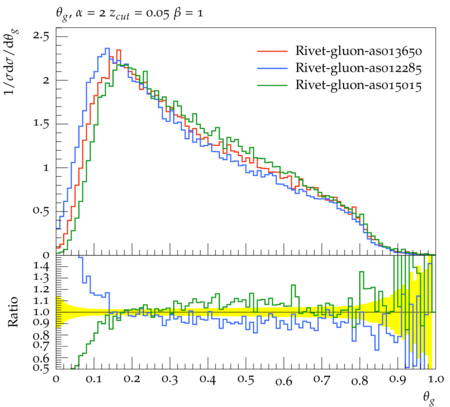 θg, α = 2 zcut = 0.05 β = 1
1/σdσ/dθg
2.5
2
1.5
1
0.5
0
Rivet-gluon-aso13650
Rivet-gluon-aso12285
Rivet-gluon-aso15015
Ratio
1.4
1.3
1.2
1.1
1.0
0.9
0.8
0.7
0.6
0.5
0 0.1 0.2 0.3 0.4 0.5 0.6 0.7 0.8 0.9 1.0
θg